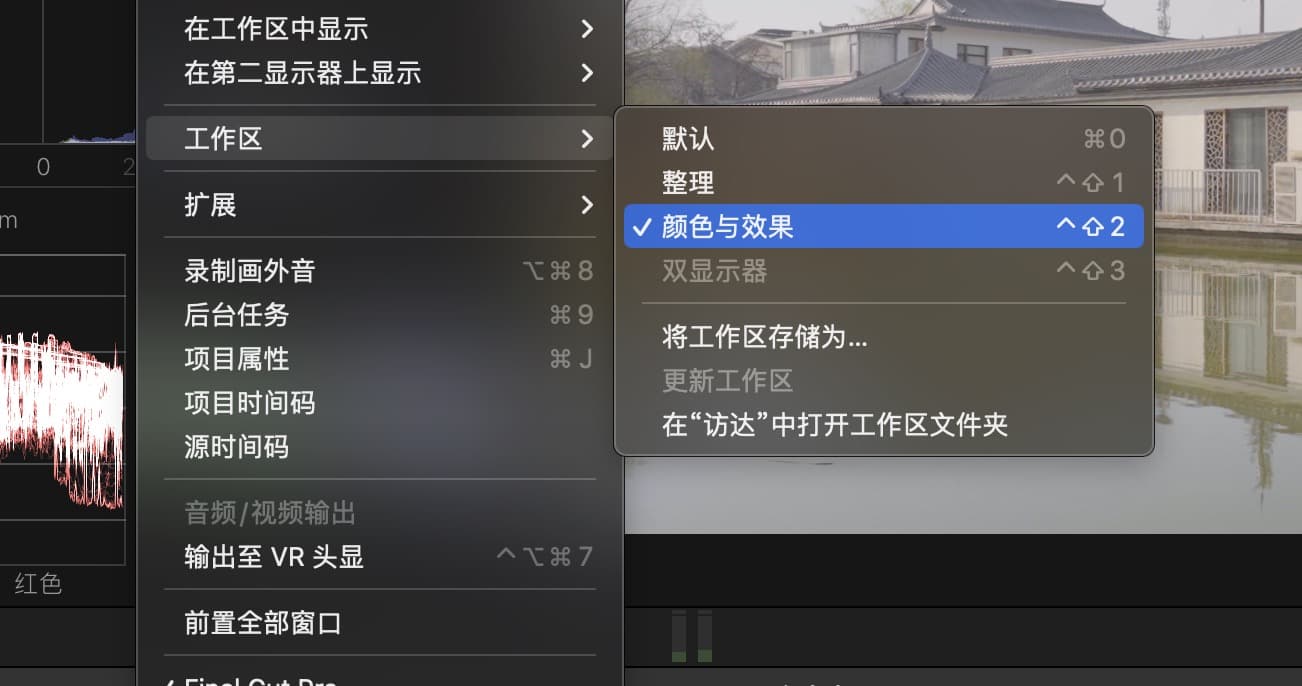 在工作区中显示
在第二显示器上显示
工作区
扩展
录制画外音 ⌥⌘8
后台任务 ⌘9
项目属性 ⌘J
项目时间码
源时间码
音频/视频输出
输出至 VR 头显 ^⌥⌘7
前置全部窗口
✓ Final Cut Pro
默认 ⌘0
整理 ^⇧1
✓ 颜色与效果 ^⇧2
双显示器 ^⇧3
将工作区存储为...
更新工作区
在“访达”中打开工作区文件夹
0 2
m
红色